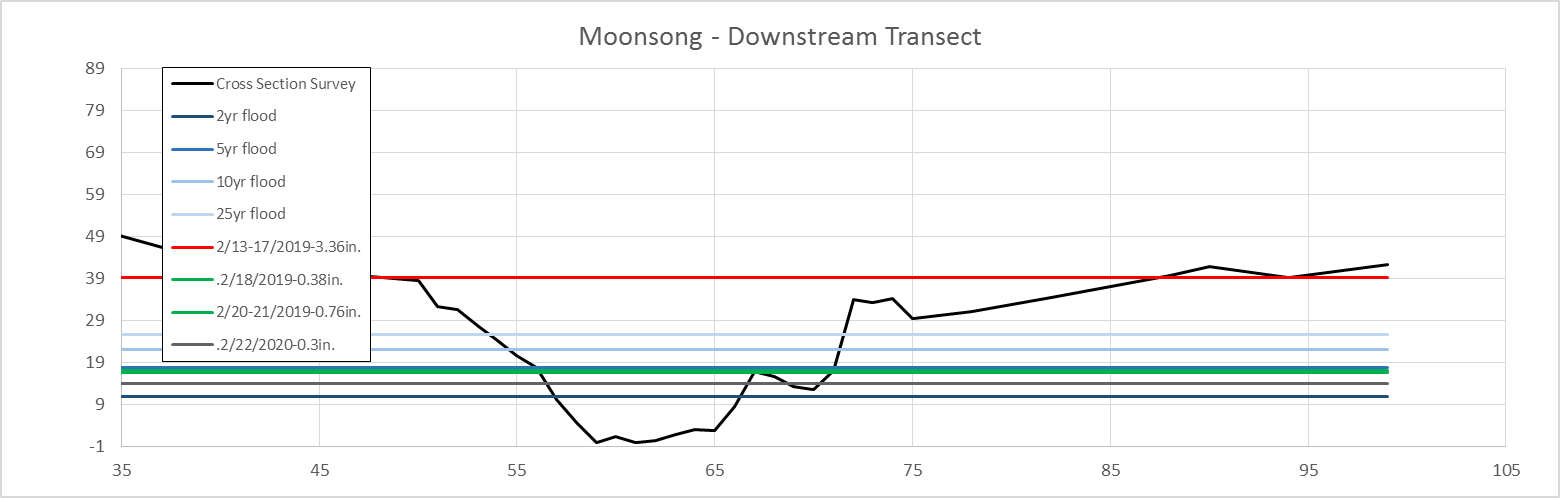 Moonsong - Downstream Transect
89
79
69
59
49
39
29
19
9
-1
Cross Section Survey
2yr flood
5yr flood
10yr flood
25yr flood
2/13-17/2019-3.36in.
.2/18/2019-0.38in.
2/20-21/2019-0.76in.
.2/22/2020-0.3in.
35 45 55 65 75 85 95 105